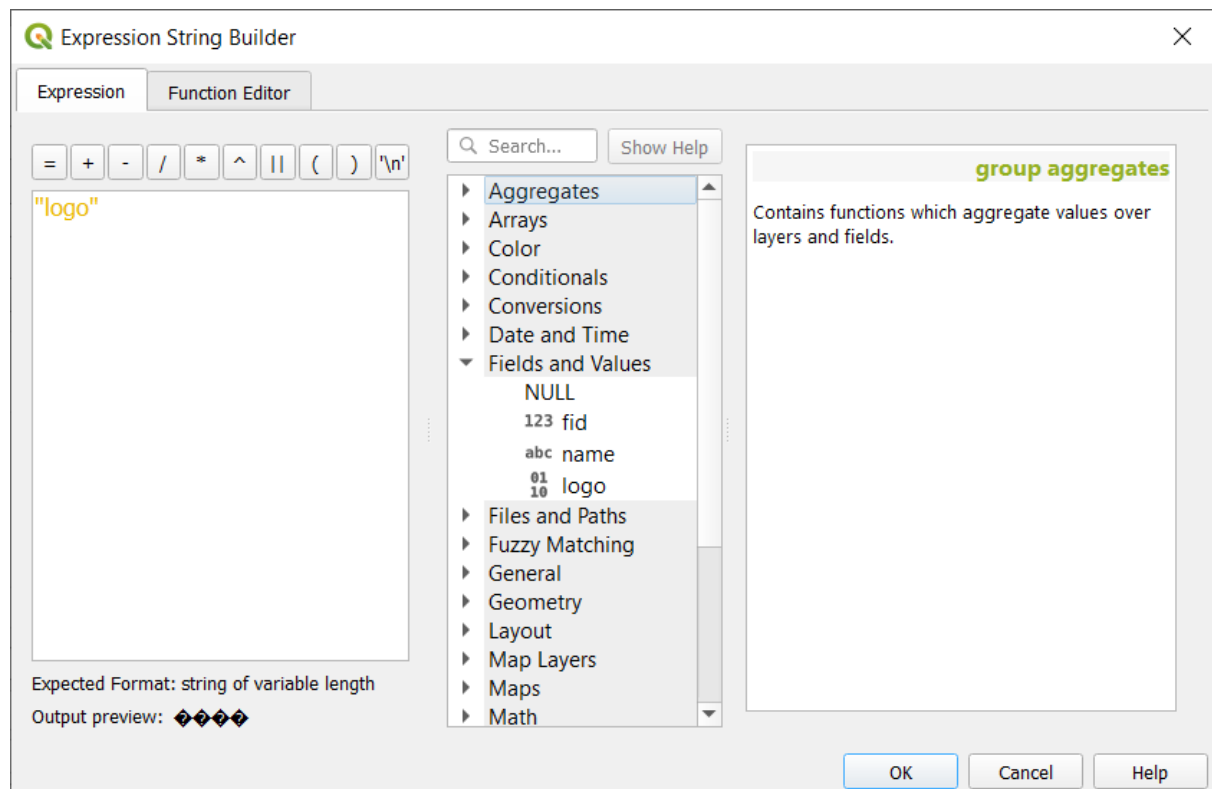 Expression String Builder
Expression
Function Editor
= + - / * ^ || ( ) '\n'
"logo"
Expected Format: string of variable length
Output preview: ����
Search...
Show Help
Aggregates
Arrays
Color
Conditionals
Conversions
Date and Time
Fields and Values
NULL
123 fid
abc name
01
10 logo
Files and Paths
Fuzzy Matching
General
Geometry
Layout
Map Layers
Maps
Math
group aggregates
Contains functions which aggregate values over
layers and fields.
OK
Cancel
Help